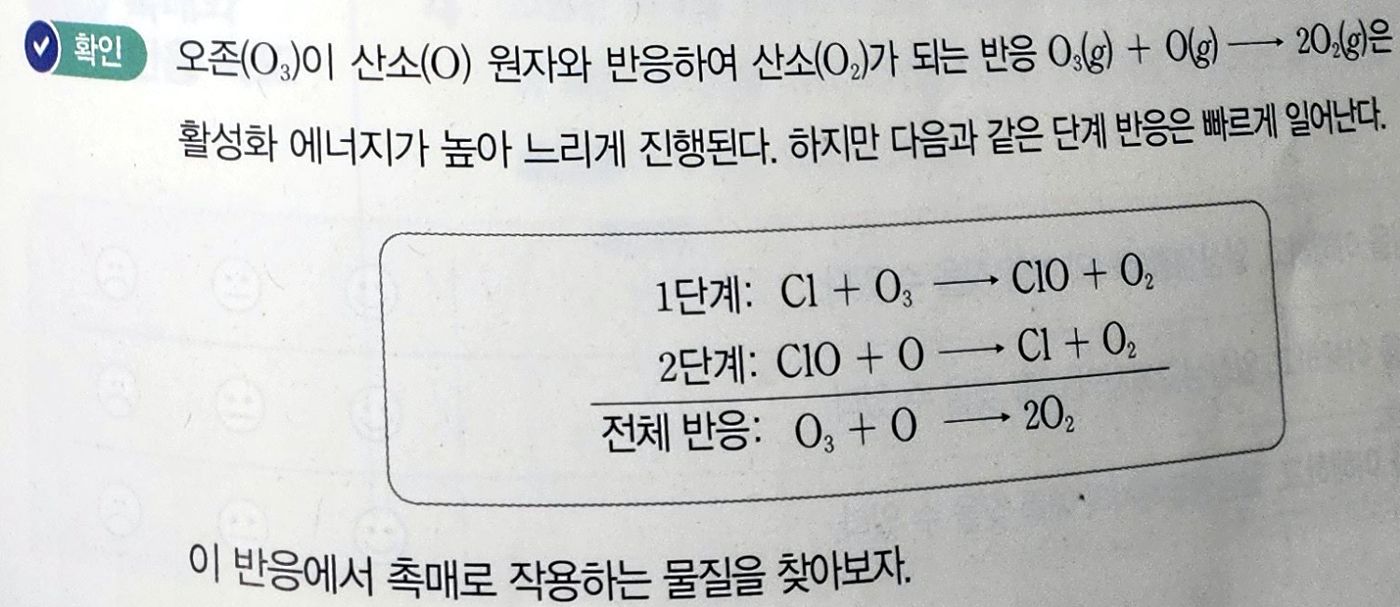 확인 오존(O₃)이 산소(O) 원자와 반응하여 산소(O₂)가 되는 반응 O₃(g) + O(g) ⟶ 2O₂(g)은
활성화 에너지가 높아 느리게 진행된다. 하지만 다음과 같은 단계 반응은 빠르게 일어난다.
1단계: Cl + O₃ ⟶ ClO + O₂
2단계: ClO + O ⟶ Cl + O₂
전체 반응: O₃ + O ⟶ 2O₂
이 반응에서 촉매로 작용하는 물질을 찾아보자.